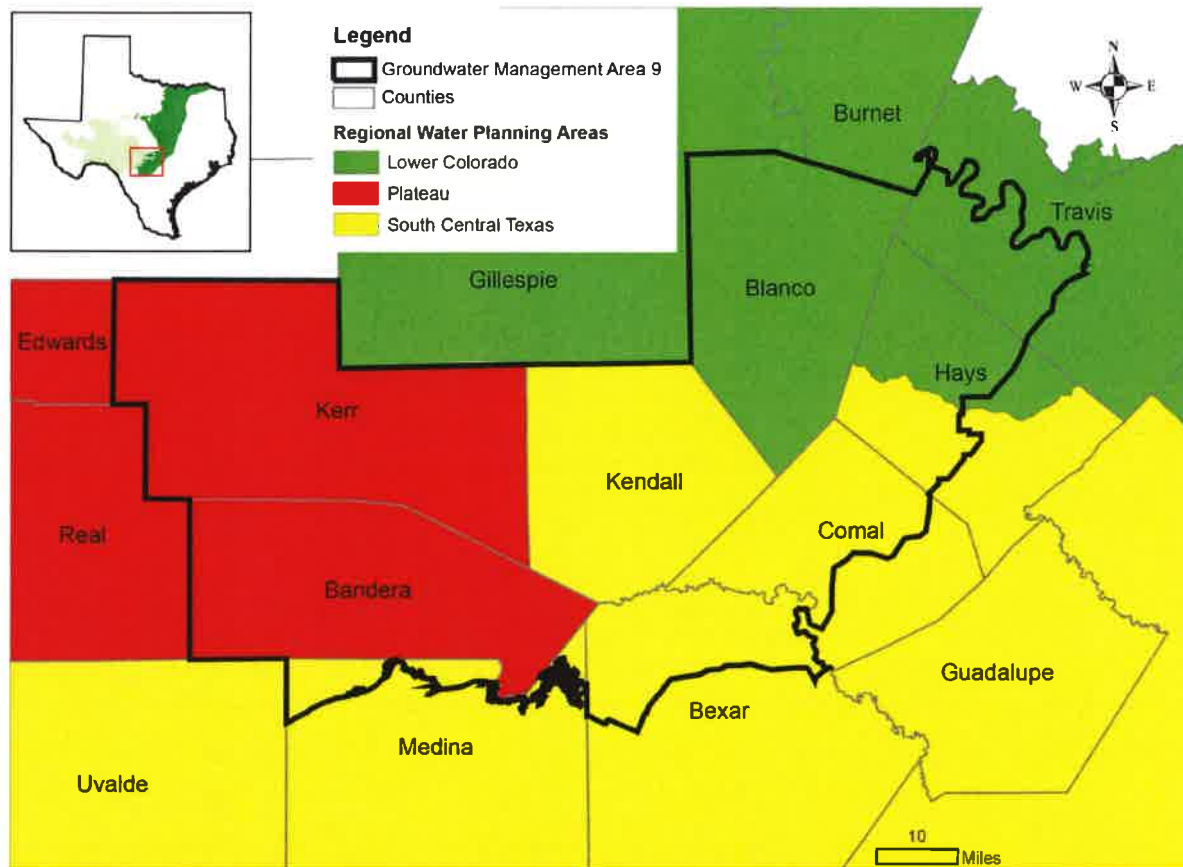 Legend
Groundwater Management Area 9
Counties
Regional Water Planning Areas
Lower Colorado
Plateau
South Central Texas
N
W E
S
Burnet
Travis
Gillespie
Blanco
Edwards
Hays
Kerr
Kendall
Comal
Real
Bandera
Guadalupe
Bexar
Medina
Uvalde
10
Miles